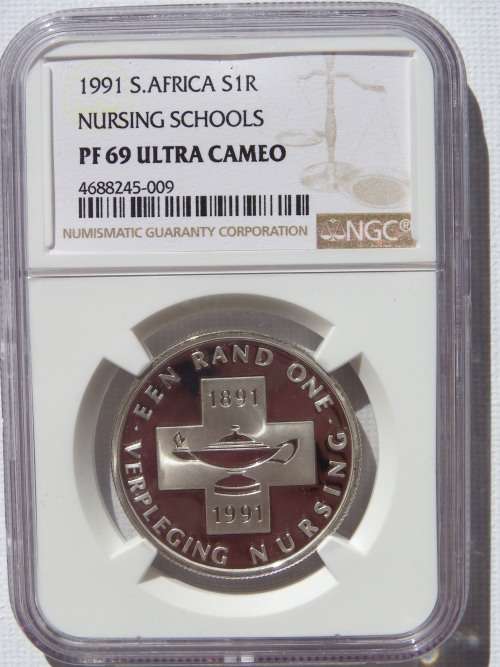 1991 S.AFRICA S1R
NURSING SCHOOLS
PF 69 ULTRA CAMEO
4688245-009
NUMISMATIC GUARANTY CORPORATION
NGC®
· EEN RAND ONE ·
1891
1991
VERPLEGING NURSING